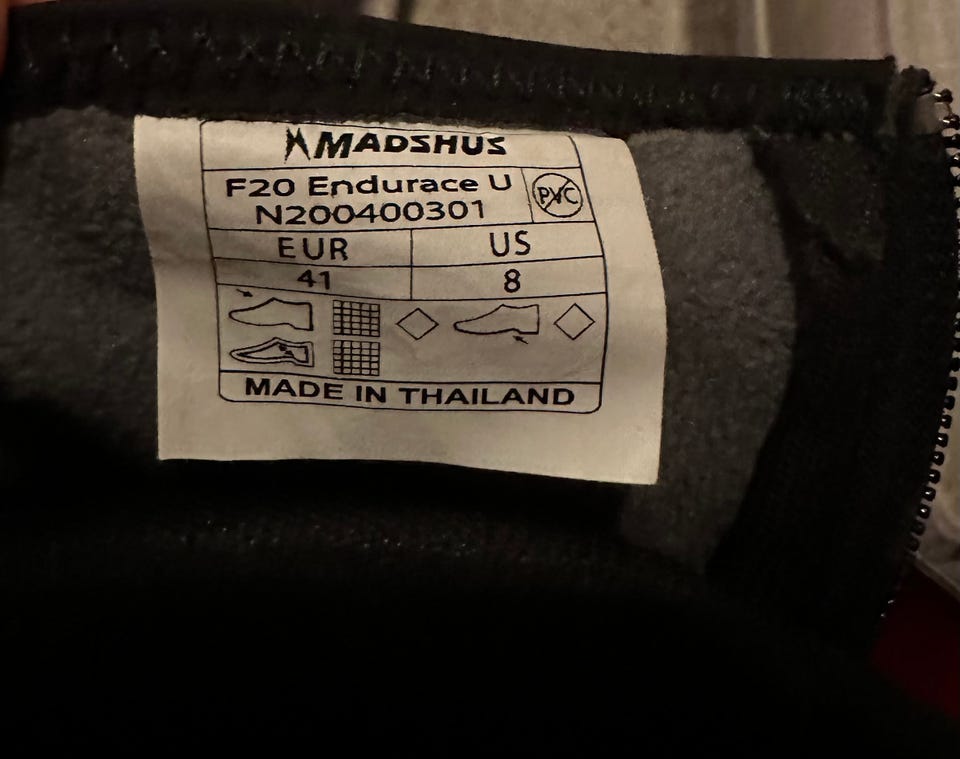 MADSHUS
F20 Endurace U
N200400301
PVC
EUR US
41 8
MADE IN THAILAND